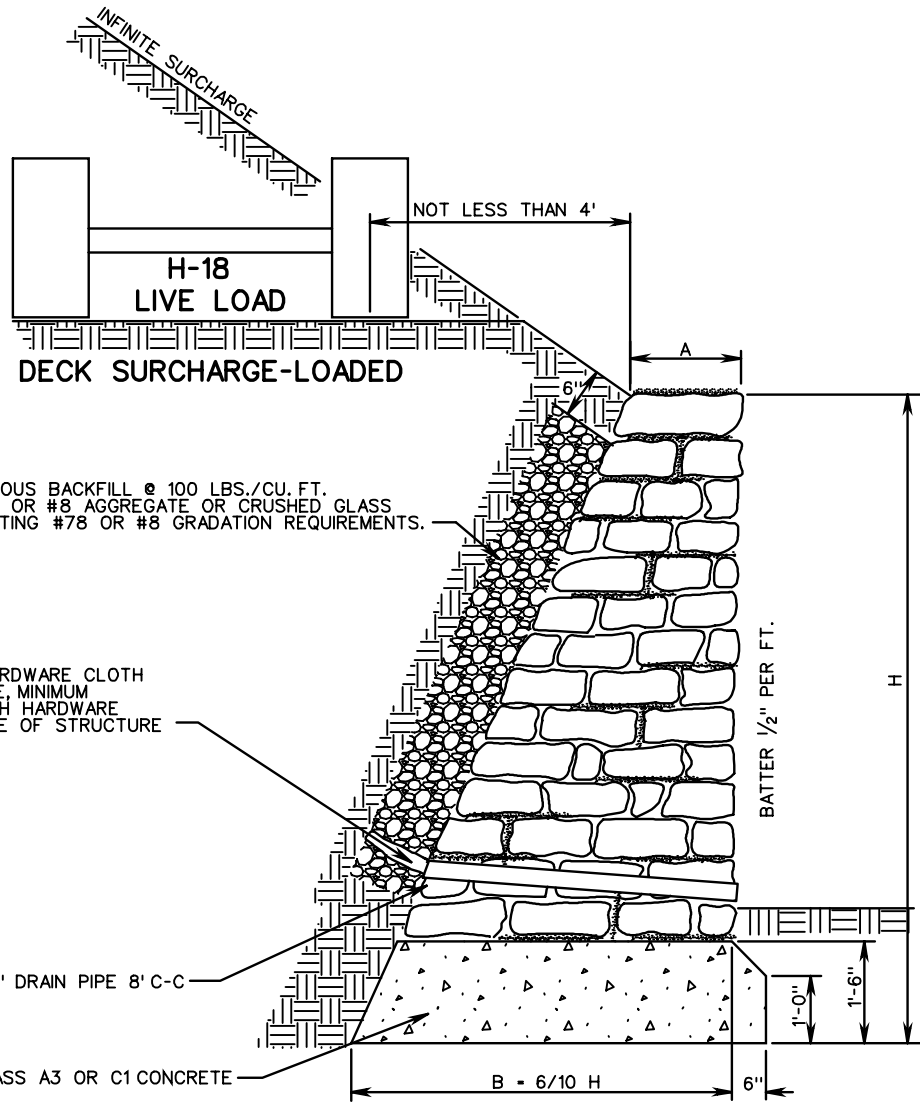 INFINITE SURCHARGE
NOT LESS THAN 4'
H-18
LIVE LOAD
DECK SURCHARGE-LOADED
A
6"
OUS BACKFILL @ 100 LBS./CU. FT.
OR #8 AGGREGATE OR CRUSHED GLASS
TING #78 OR #8 GRADATION REQUIREMENTS.
RDWARE CLOTH
E, MINIMUM
H HARDWARE
E OF STRUCTURE
BATTER 1/2" PER FT.
H
" DRAIN PIPE 8' C-C
1'-0"
1'-6"
ASS A3 OR C1 CONCRETE
B = 6/10 H
6"